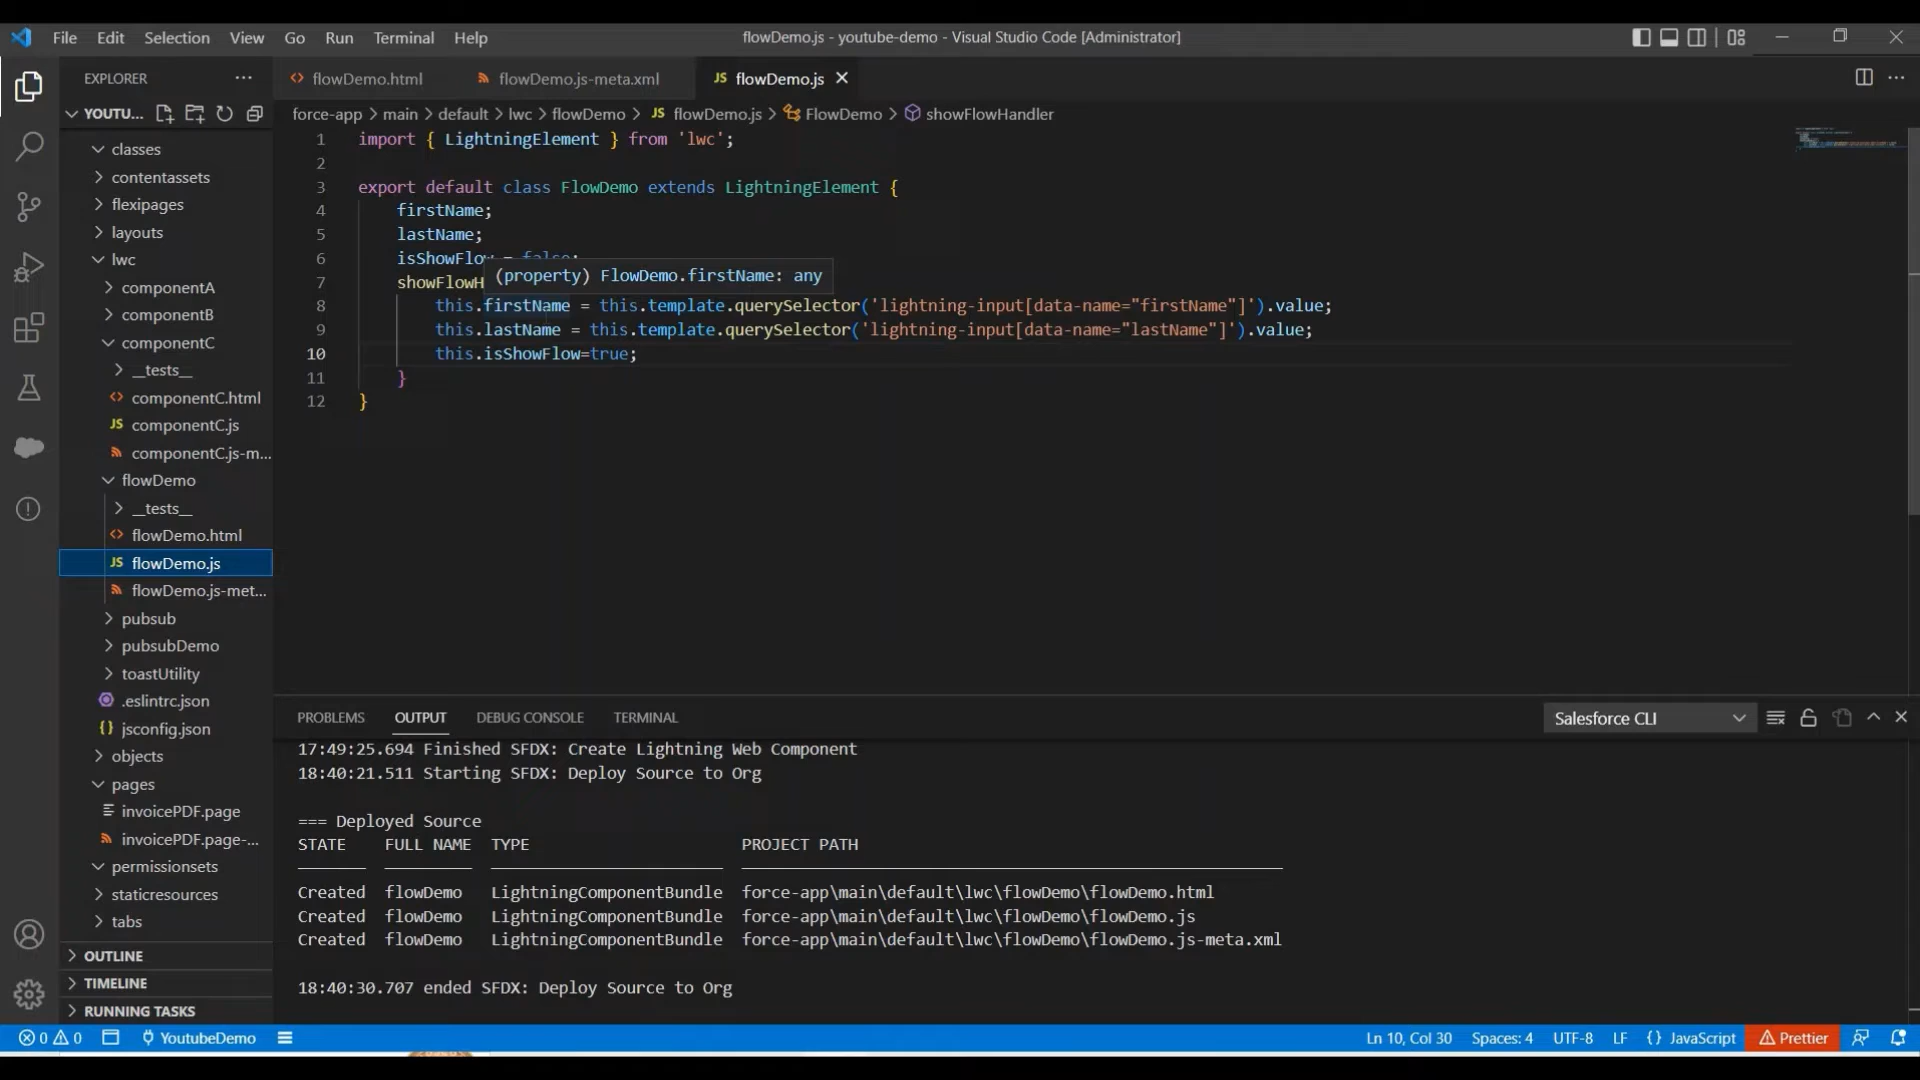 File Edit Selection View Go Run Terminal Help
flowDemo.js - youtube-demo - Visual Studio Code [Administrator]
EXPLORER
flowDemo.html
flowDemo.js-meta.xml
JS flowDemo.js
YOUTU...
force-app > main > default > lwc > flowDemo > JS flowDemo.js > FlowDemo > showFlowHandler
classes
contentassets
flexipages
layouts
lwc
componentA
componentB
componentC
__tests__
componentC.html
JS componentC.js
componentC.js-m...
flowDemo
__tests__
flowDemo.html
JS flowDemo.js
flowDemo.js-met...
pubsub
pubsubDemo
toastUtility
.eslintrc.json
{} jsconfig.json
objects
pages
invoicePDF.page
invoicePDF.page-...
permissionsets
staticresources
tabs
OUTLINE
TIMELINE
RUNNING TASKS
1 import { LightningElement } from 'lwc';
2
3 export default class FlowDemo extends LightningElement {
4 firstName;
5 lastName;
6 isShowFlow = false;
(property) FlowDemo.firstName: any
7 showFlowH
8 this.firstName = this.template.querySelector('lightning-input[data-name="firstName"]').value;
9 this.lastName = this.template.querySelector('lightning-input[data-name="lastName"]').value;
10 this.isShowFlow=true;
11 }
12 }
PROBLEMS OUTPUT DEBUG CONSOLE TERMINAL
Salesforce CLI
17:49:25.694 Finished SFDX: Create Lightning Web Component
18:40:21.511 Starting SFDX: Deploy Source to Org
=== Deployed Source
STATE FULL NAME TYPE PROJECT PATH
Created flowDemo LightningComponentBundle force-app\main\default\lwc\flowDemo\flowDemo.html
Created flowDemo LightningComponentBundle force-app\main\default\lwc\flowDemo\flowDemo.js
Created flowDemo LightningComponentBundle force-app\main\default\lwc\flowDemo\flowDemo.js-meta.xml
18:40:30.707 ended SFDX: Deploy Source to Org
0 0 YoutubeDemo
Ln 10, Col 30 Spaces: 4 UTF-8 LF {} JavaScript Prettier